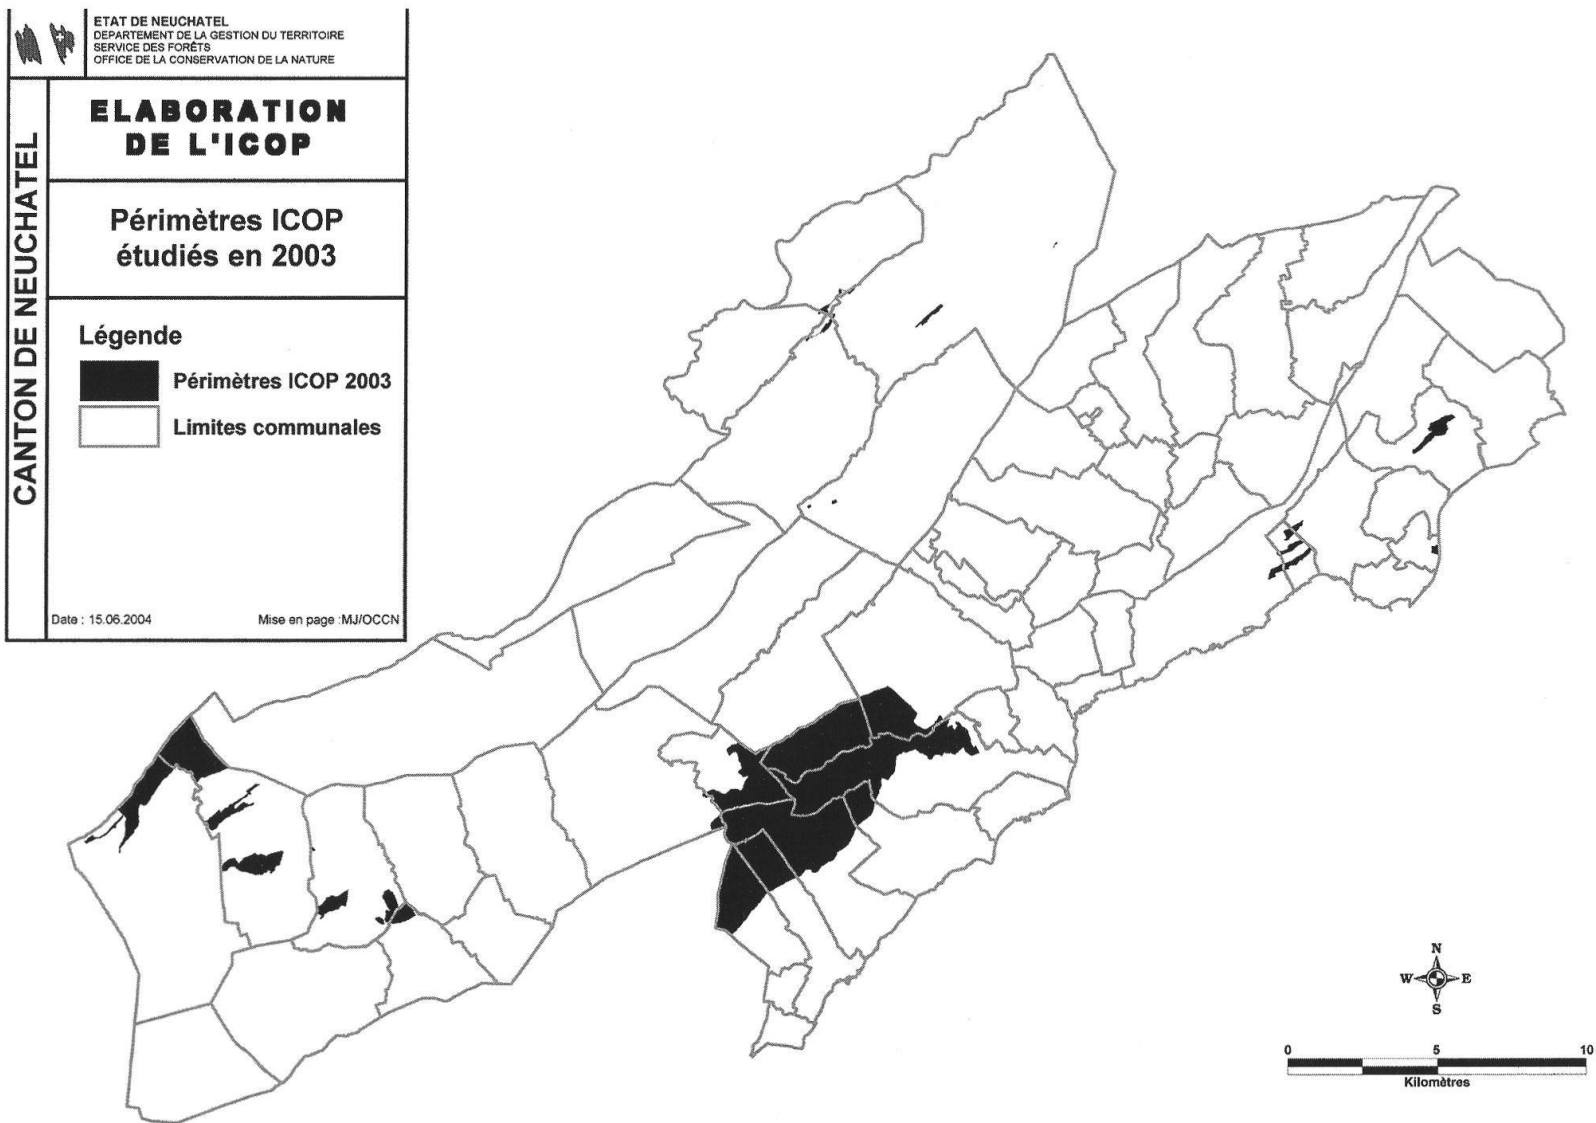 ETAT DE NEUCHATEL
DEPARTEMENT DE LA GESTION DU TERRITOIRE
SERVICE DES FORÊTS
OFFICE DE LA CONSERVATION DE LA NATURE
CANTON DE NEUCHATEL
ELABORATION
DE L'ICOP
Périmètres ICOP
étudiés en 2003
Légende
Périmètres ICOP 2003
Limites communales
Date : 15.06.2004 Mise en page :MJ/OCCN
N
W E
S
0 5 10
Kilomètres